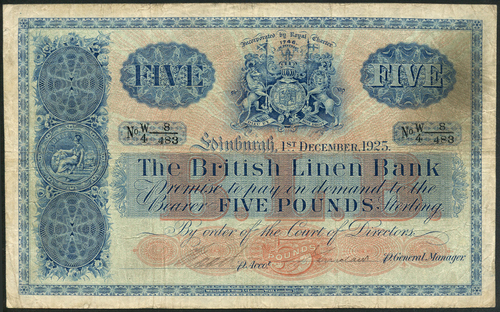 Incorporated by Royal Charter
1746.
FIVE
FIVE
No. W 8/4 483
No. W 8/4 483
Edinburgh, 1ST DECEMBER, 1925.
The British Linen Bank
Promise to pay on demand to the
Bearer FIVE POUNDS Sterling
By order of the Court of Directors.
5
POUNDS
P. Accot.
P. General Manager.